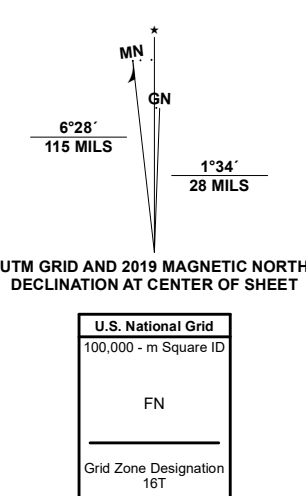 ★
MN
GN
6°28´
115 MILS
1°34´
28 MILS
UTM GRID AND 2019 MAGNETIC NORTH
DECLINATION AT CENTER OF SHEET
U.S. National Grid
100,000 - m Square ID
FN
Grid Zone Designation
16T